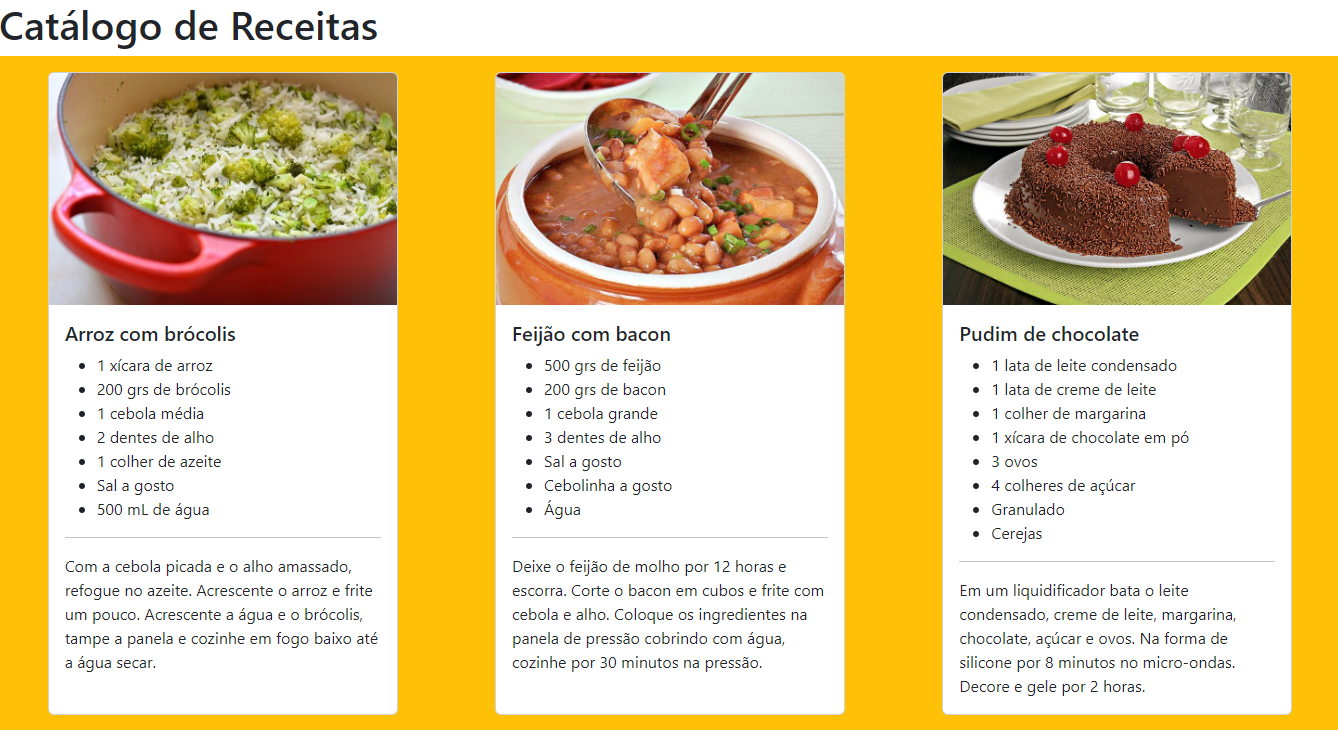 Catálogo de Receitas
Arroz com brócolis
1 xícara de arroz
200 grs de brócolis
1 cebola média
2 dentes de alho
1 colher de azeite
Sal a gosto
500 mL de água
Com a cebola picada e o alho amassado,
refogue no azeite. Acrescente o arroz e frite
um pouco. Acrescente a água e o brócolis,
tampe a panela e cozinhe em fogo baixo até
a água secar.
Feijão com bacon
500 grs de feijão
200 grs de bacon
1 cebola grande
3 dentes de alho
Sal a gosto
Cebolinha a gosto
Água
Deixe o feijão de molho por 12 horas e
escorra. Corte o bacon em cubos e frite com
cebola e alho. Coloque os ingredientes na
panela de pressão cobrindo com água,
cozinhe por 30 minutos na pressão.
Pudim de chocolate
1 lata de leite condensado
1 lata de creme de leite
1 colher de margarina
1 xícara de chocolate em pó
3 ovos
4 colheres de açúcar
Granulado
Cerejas
Em um liquidificador bata o leite
condensado, creme de leite, margarina,
chocolate, açúcar e ovos. Na forma de
silicone por 8 minutos no micro-ondas.
Decore e gele por 2 horas.